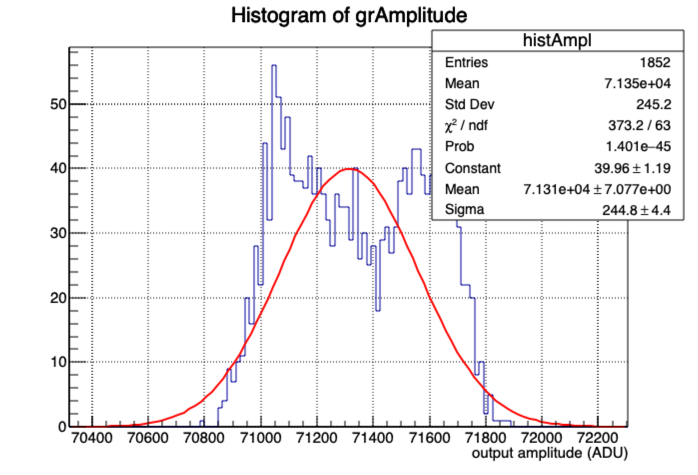 Histogram of grAmplitude
histAmpl
Entries 1852
Mean 7.135e+04
Std Dev 245.2
χ² / ndf 373.2 / 63
Prob 1.401e−45
Constant 39.96 ± 1.19
Mean 7.131e+04 ± 7.077e+00
Sigma 244.8 ± 4.4
50
40
30
20
10
0
70400 70600 70800 71000 71200 71400 71600 71800 72000 72200
output amplitude (ADU)